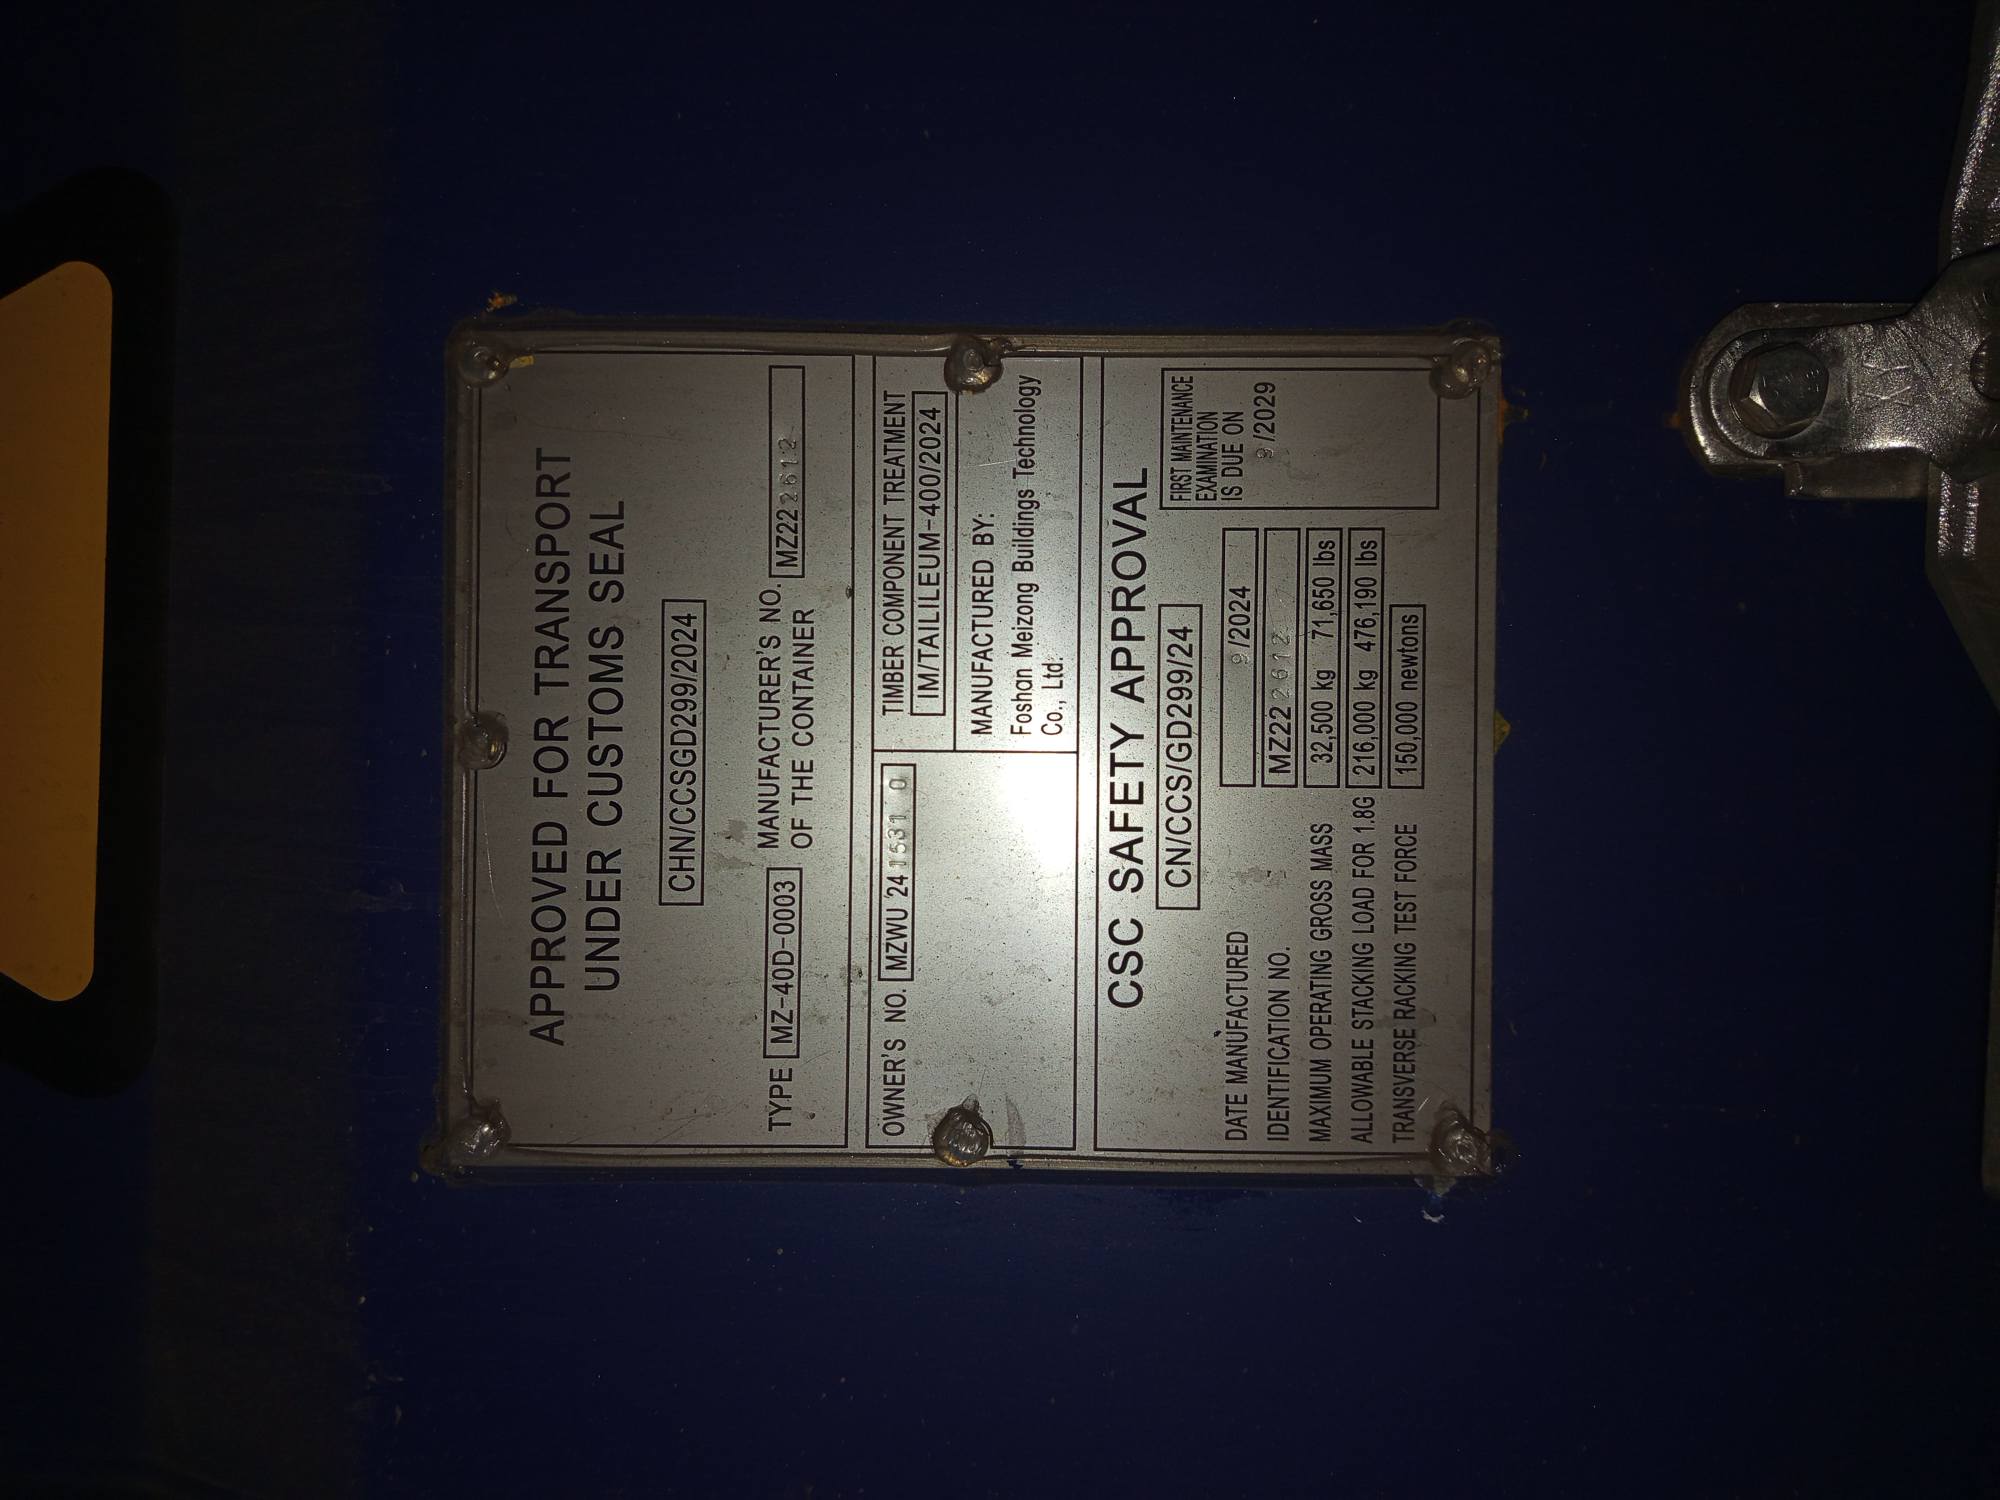 APPROVED FOR TRANSPORT
UNDER CUSTOMS SEAL
CHN/CCSGD299/2024
TYPE MZ-40D-0003 MANUFACTURER'S NO. MZ22 22612
OF THE CONTAINER
OWNER'S NO. MZWU 24 1531 0
TIMBER COMPONENT TREATMENT
IM/TAILILEUM-400/2024
MANUFACTURED BY:
Foshan Meizong Buildings Technology
Co., Ltd.
CSC SAFETY APPROVAL
CN/CCS/GD299/24
DATE MANUFACTURED 9/2024
IDENTIFICATION NO. MZ22 22612
MAXIMUM OPERATING GROSS MASS 32,500 kg 71,650 lbs
ALLOWABLE STACKING LOAD FOR 1.8G 216,000 kg 476,190 lbs
TRANSVERSE RACKING TEST FORCE 150,000 newtons
FIRST MAINTENANCE
EXAMINATION
IS DUE ON
9/2029